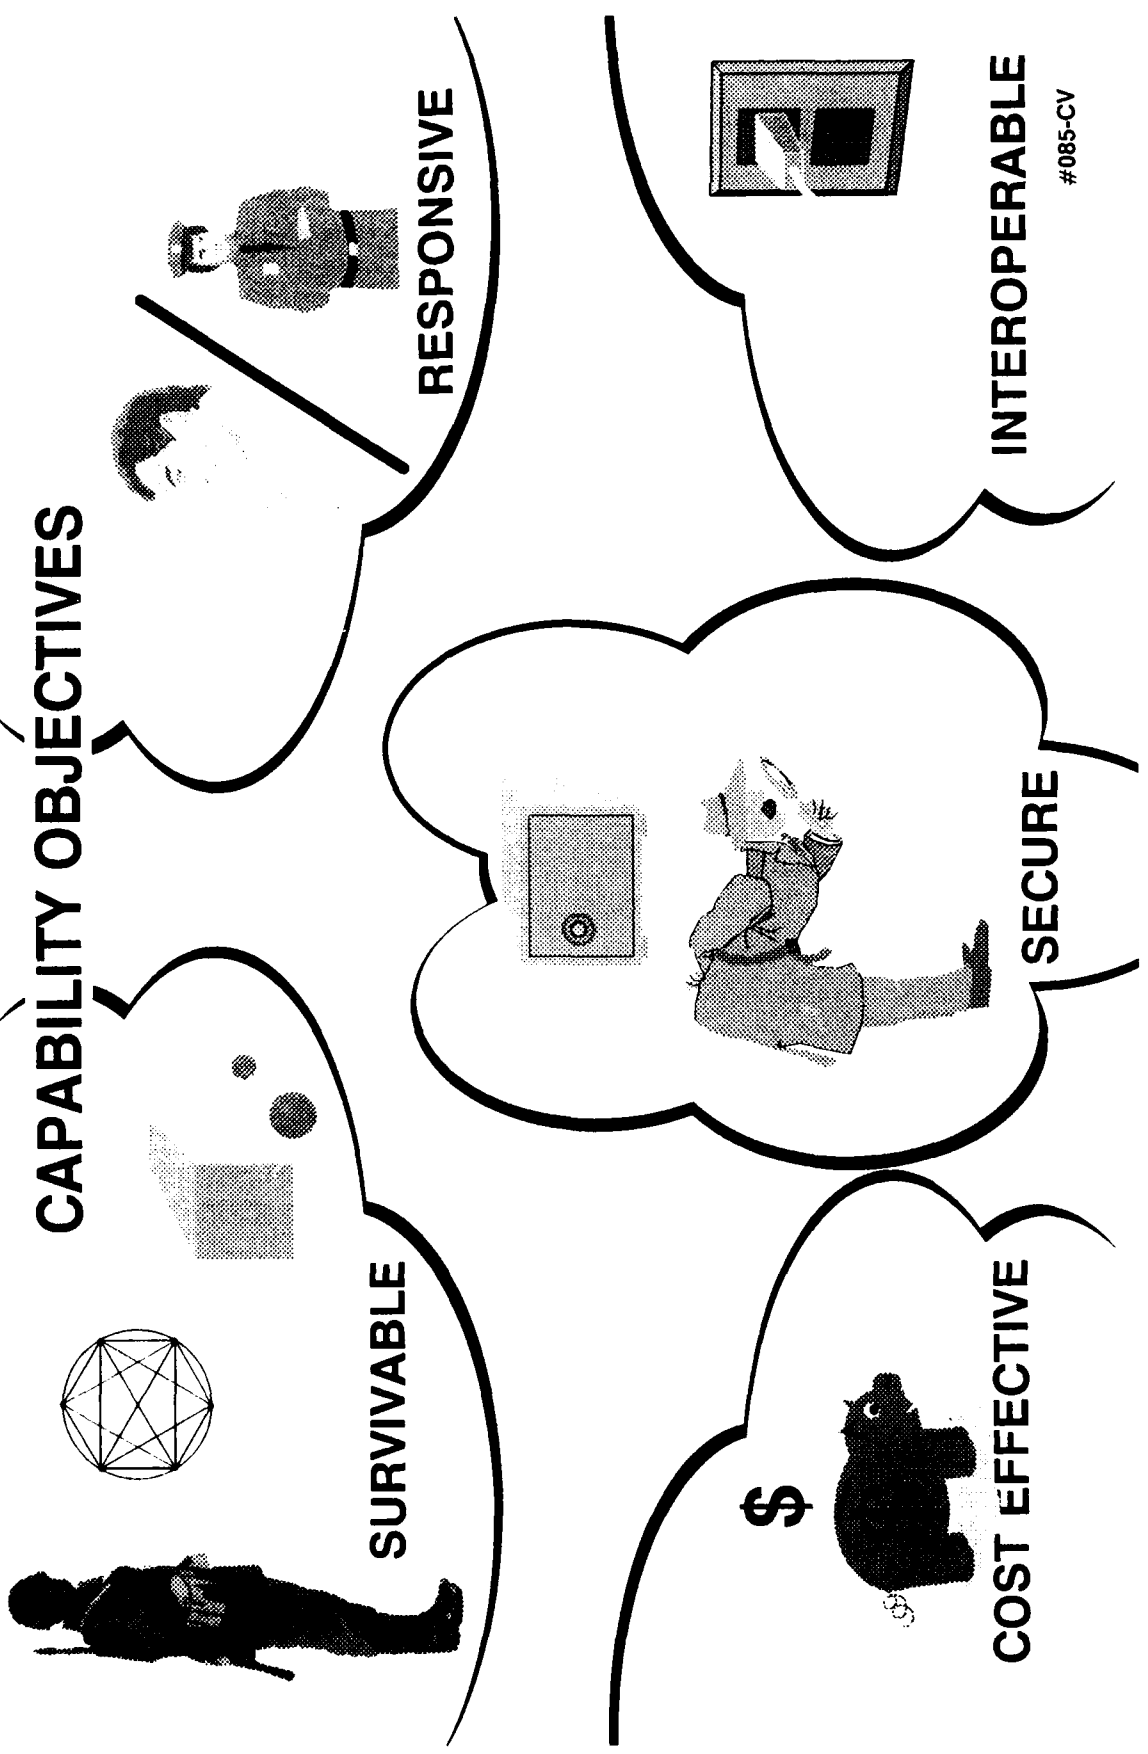 CAPABILITY OBJECTIVES
SURVIVABLE
RESPONSIVE
$
SECURE
COST EFFECTIVE
INTEROPERABLE
#085-CV